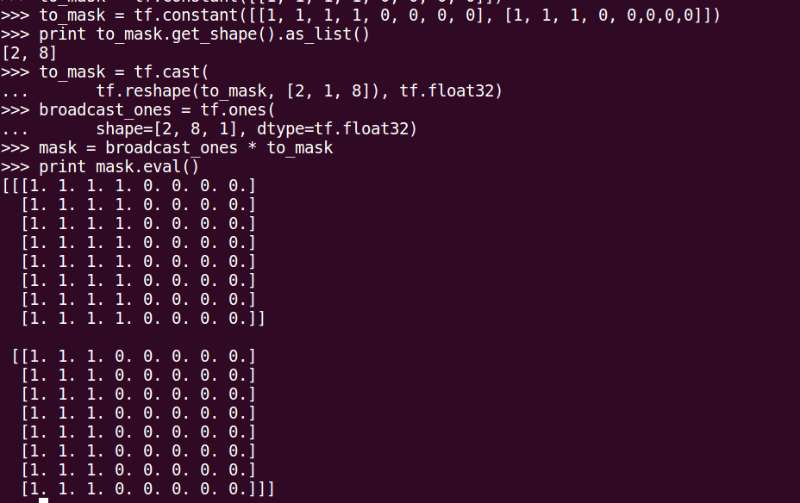 >>> to_mask = tf.constant([[1, 1, 1, 1, 0, 0, 0, 0]])
>>> to_mask = tf.constant([[1, 1, 1, 1, 0, 0, 0, 0], [1, 1, 1, 0, 0,0,0,0]])
>>> print to_mask.get_shape().as_list()
[2, 8]
>>> to_mask = tf.cast(
...       tf.reshape(to_mask, [2, 1, 8]), tf.float32)
>>> broadcast_ones = tf.ones(
...       shape=[2, 8, 1], dtype=tf.float32)
>>> mask = broadcast_ones * to_mask
>>> print mask.eval()
[[[1. 1. 1. 1. 0. 0. 0. 0.]
  [1. 1. 1. 1. 0. 0. 0. 0.]
  [1. 1. 1. 1. 0. 0. 0. 0.]
  [1. 1. 1. 1. 0. 0. 0. 0.]
  [1. 1. 1. 1. 0. 0. 0. 0.]
  [1. 1. 1. 1. 0. 0. 0. 0.]
  [1. 1. 1. 1. 0. 0. 0. 0.]
  [1. 1. 1. 1. 0. 0. 0. 0.]]

 [[1. 1. 1. 0. 0. 0. 0. 0.]
  [1. 1. 1. 0. 0. 0. 0. 0.]
  [1. 1. 1. 0. 0. 0. 0. 0.]
  [1. 1. 1. 0. 0. 0. 0. 0.]
  [1. 1. 1. 0. 0. 0. 0. 0.]
  [1. 1. 1. 0. 0. 0. 0. 0.]
  [1. 1. 1. 0. 0. 0. 0. 0.]
  [1. 1. 1. 0. 0. 0. 0. 0.]]]